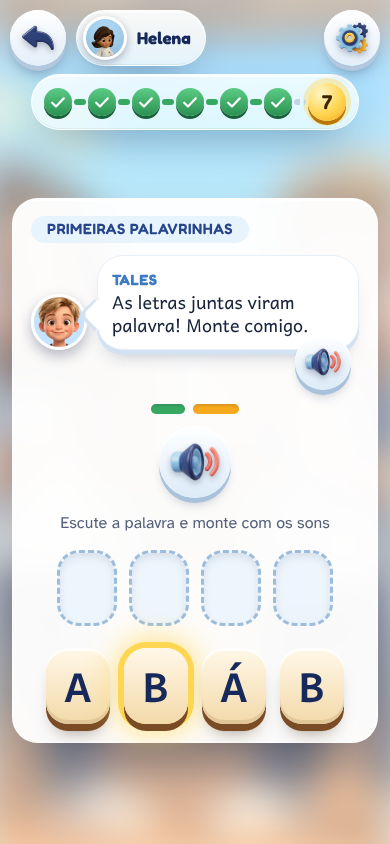 Helena
7
PRIMEIRAS PALAVRINHAS
TALES
As letras juntas viram
palavra! Monte comigo.
Escute a palavra e monte com os sons
A B Á B